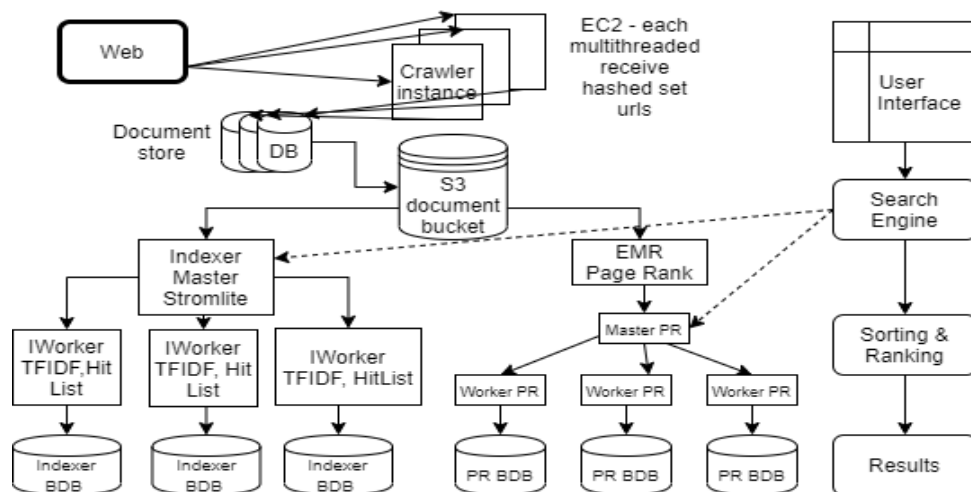 Web
Crawler
instance
EC2 - each
multithreaded
receive
hashed set
urls
User
Interface
Document
store
DB
S3
document
bucket
Search
Engine
Indexer
Master
Stromlite
EMR
Page Rank
Master PR
Sorting &
Ranking
IWorker
TFIDF,Hit
List
IWorker
TFIDF, Hit
List
IWorker
TFIDF, HitList
Worker PR
Worker PR
Worker PR
Indexer
BDB
Indexer
BDB
Indexer
BDB
PR BDB
PR BDB
PR BDB
Results